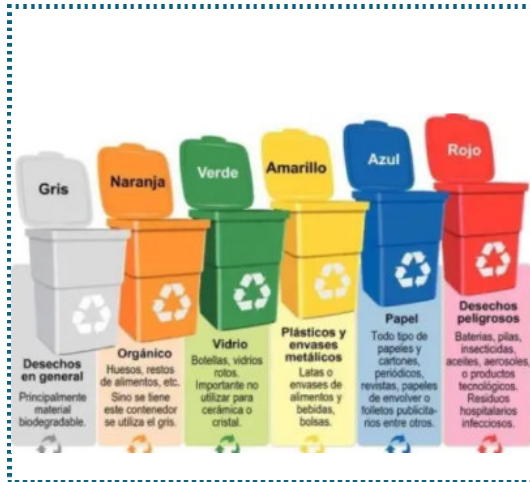 Gris
Naranja
Verde
Amarillo
Azul
Rojo
Desechos
en general
Principalmente
material
biodegradable.
Orgánico
Huesos, restos
de alimentos, etc.
Sino se tiene
este contenedor
se utiliza el gris.
Vidrio
Botellas, vidrios
rotos.
Importante no
utilizar para
cerámica o
cristal.
Plásticos y
envases
metálicos
Latas o
envases de
alimentos y
bebidas,
bolsas.
Papel
Todo tipo de
papeles y
cartones,
periódicos,
revistas, papeles
de envolver o
folletos publicita-
rios entre otros.
Desechos
peligrosos
Baterias, pilas,
insecticidas,
aceites, aerosoles,
o productos
tecnológicos.
Residuos
hospitalarios
infecciosos.